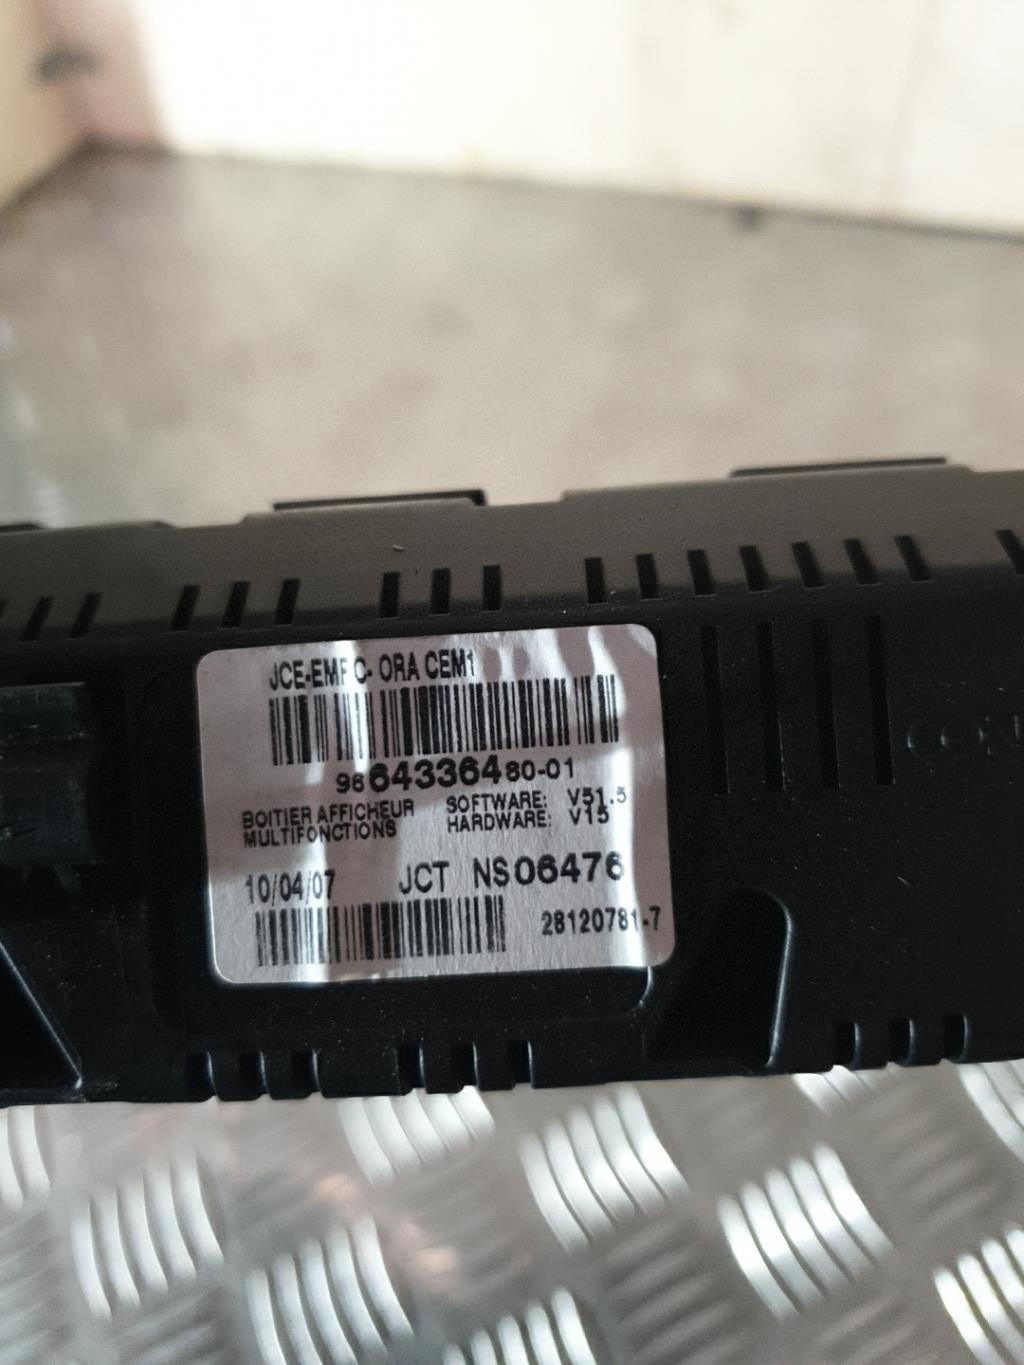 JCE-EMF C- ORA CEM1
9664336480-01
BOITIER AFFICHEUR
MULTIFONCTIONS
SOFTWARE: V51.5
HARDWARE: V15
10/04/07 JCT NS06476
28120781-7